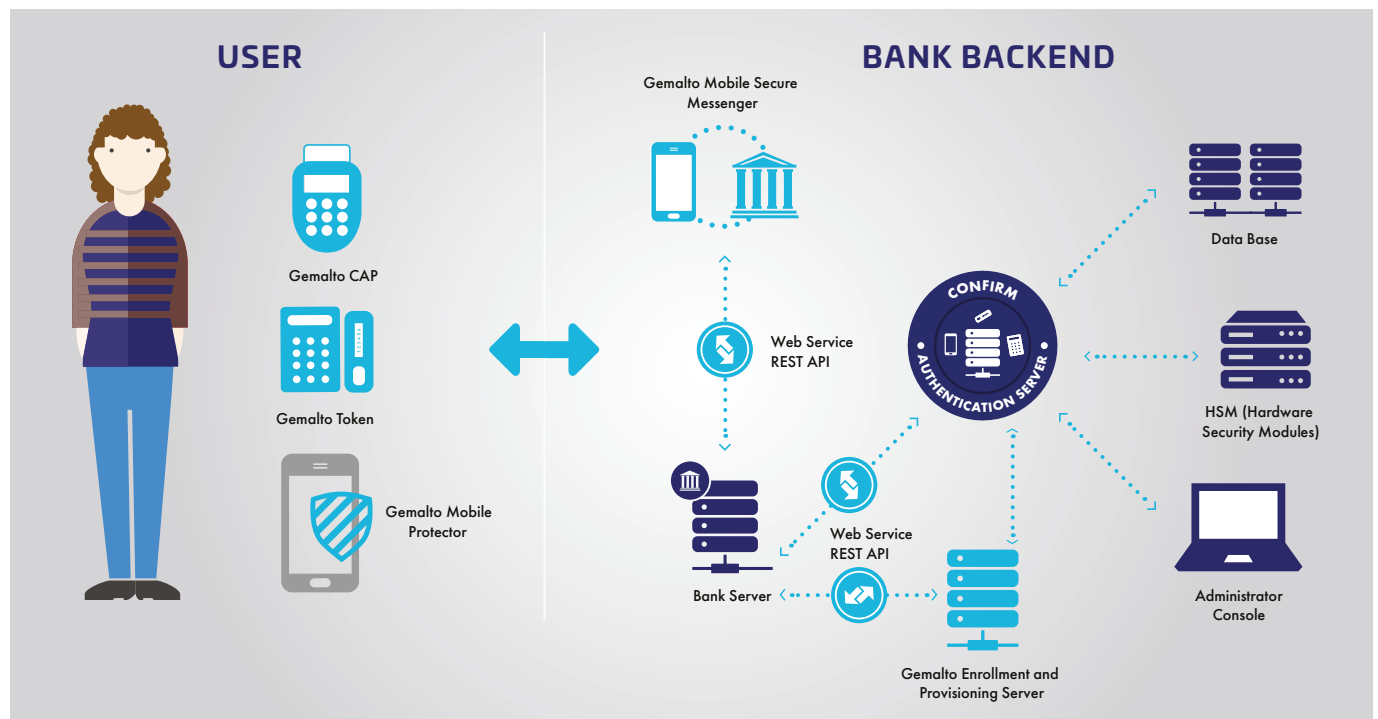 USER
BANK BACKEND
Gemalto CAP
Gemalto Token
Gemalto Mobile
Protector
Gemalto Mobile Secure
Messenger
Web Service
REST API
Bank Server
Web Service
REST API
CONFIRM
AUTHENTICATION SERVER
Gemalto Enrollment and
Provisioning Server
Data Base
HSM (Hardware
Security Modules)
Administrator
Console